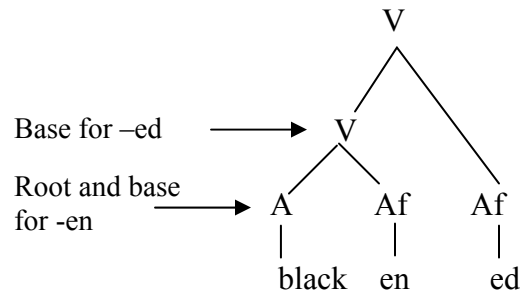 V
Base for –ed
V
Root and base
for -en
A Af Af
black en ed